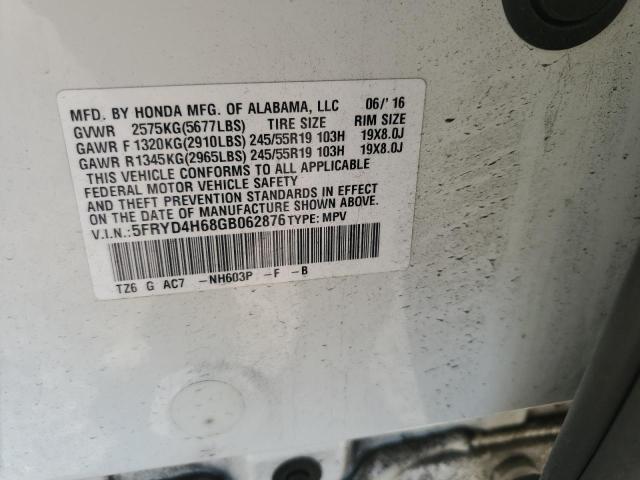 MFD. BY HONDA MFG. OF ALABAMA, LLC 06/'16
GVWR 2575KG(5677LBS) TIRE SIZE RIM SIZE
GAWR F 1320KG(2910LBS) 245/55R19 103H 19X8.0J
GAWR R 1345KG(2965LBS) 245/55R19 103H 19X8.0J
THIS VEHICLE CONFORMS TO ALL APPLICABLE
FEDERAL MOTOR VEHICLE SAFETY
AND THEFT PREVENTION STANDARDS IN EFFECT
ON THE DATE OF MANUFACTURE SHOWN ABOVE.
V.I.N.: 5FRYD4H68GB062876 TYPE: MPV
TZ6 G AC7 -NH603P -F -B